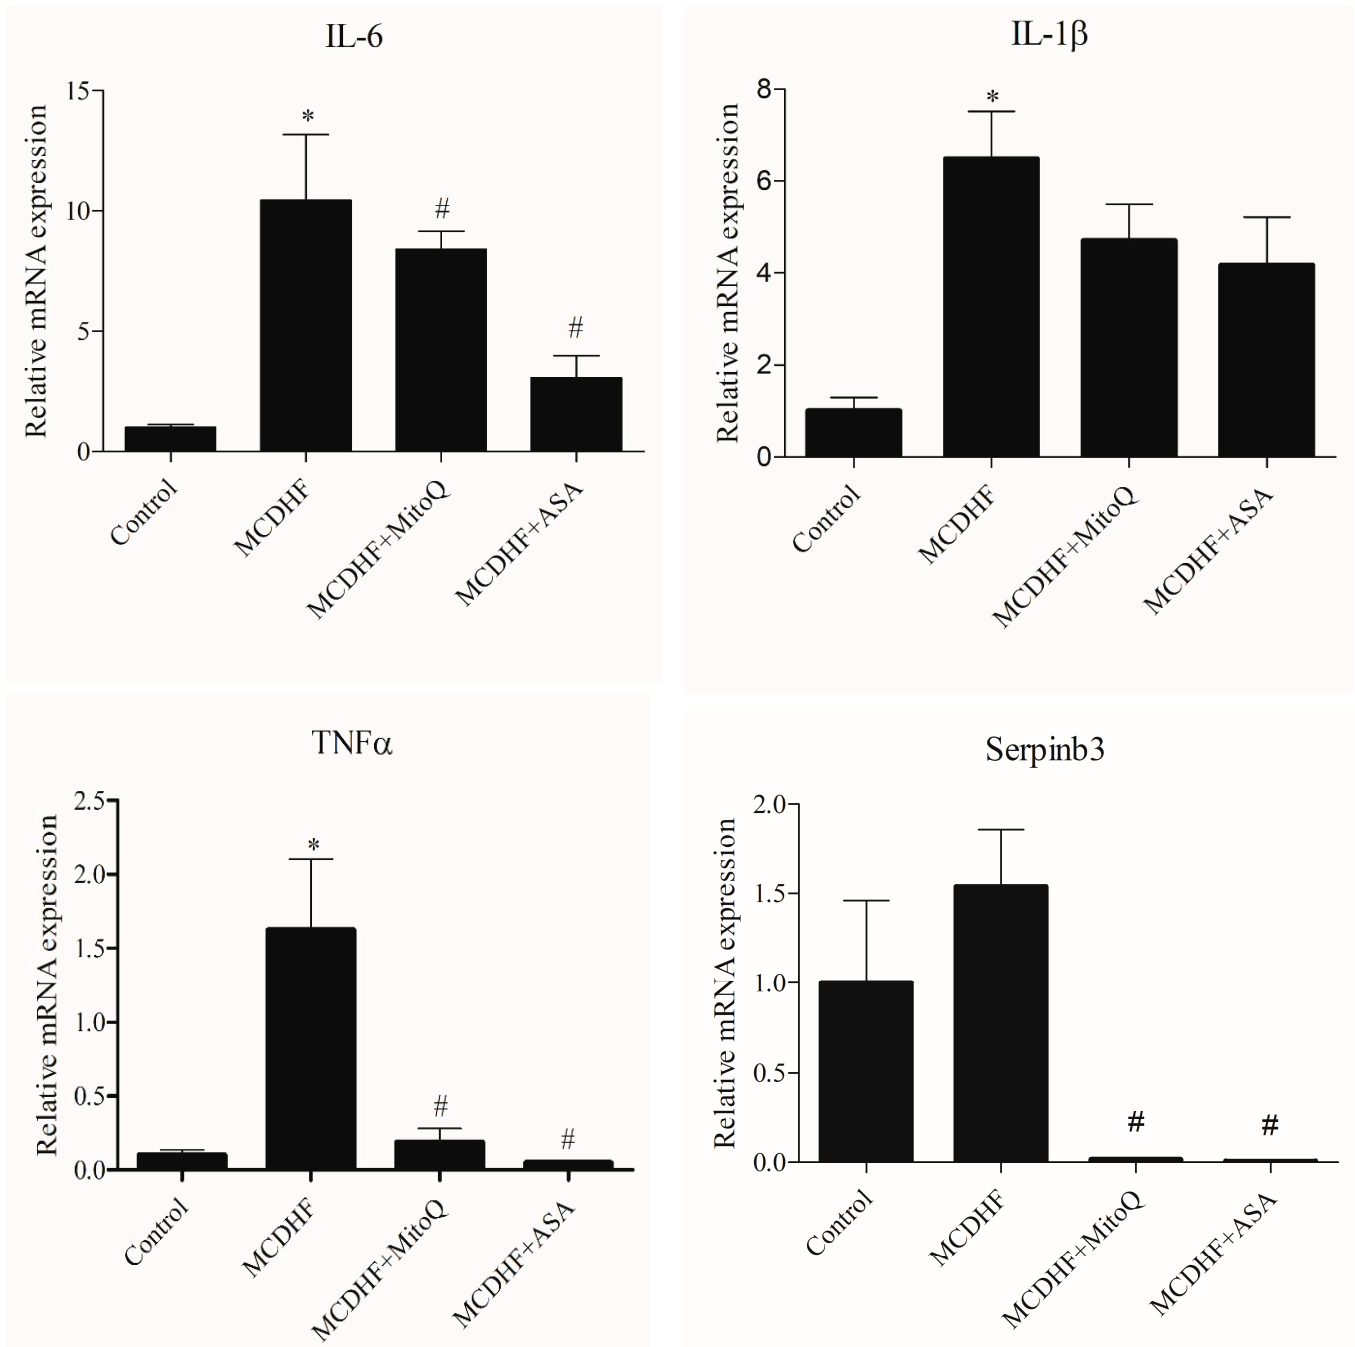 IL-6
Relative mRNA expression
15
10
5
0
*
#
#
Control
MCDHF
MCDHF+MitoQ
MCDHF+ASA
IL-1β
Relative mRNA expression
8
6
4
2
0
*
Control
MCDHF
MCDHF+MitoQ
MCDHF+ASA
TNFα
Relative mRNA expression
2.5
2.0
1.5
1.0
0.5
0.0
*
#
#
Control
MCDHF
MCDHF+MitoQ
MCDHF+ASA
Serpinb3
Relative mRNA expression
2.0
1.5
1.0
0.5
0.0
#
#
Control
MCDHF
MCDHF+MitoQ
MCDHF+ASA